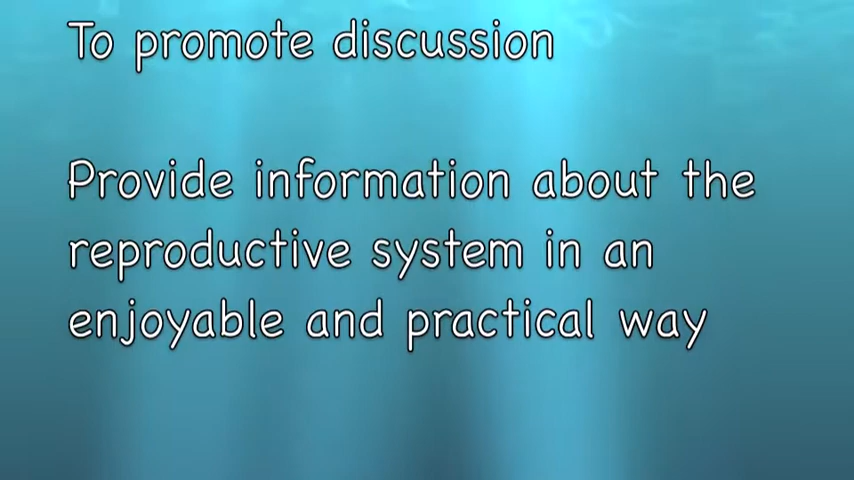 To promote discussion
Provide information about the
reproductive system in an
enjoyable and practical way